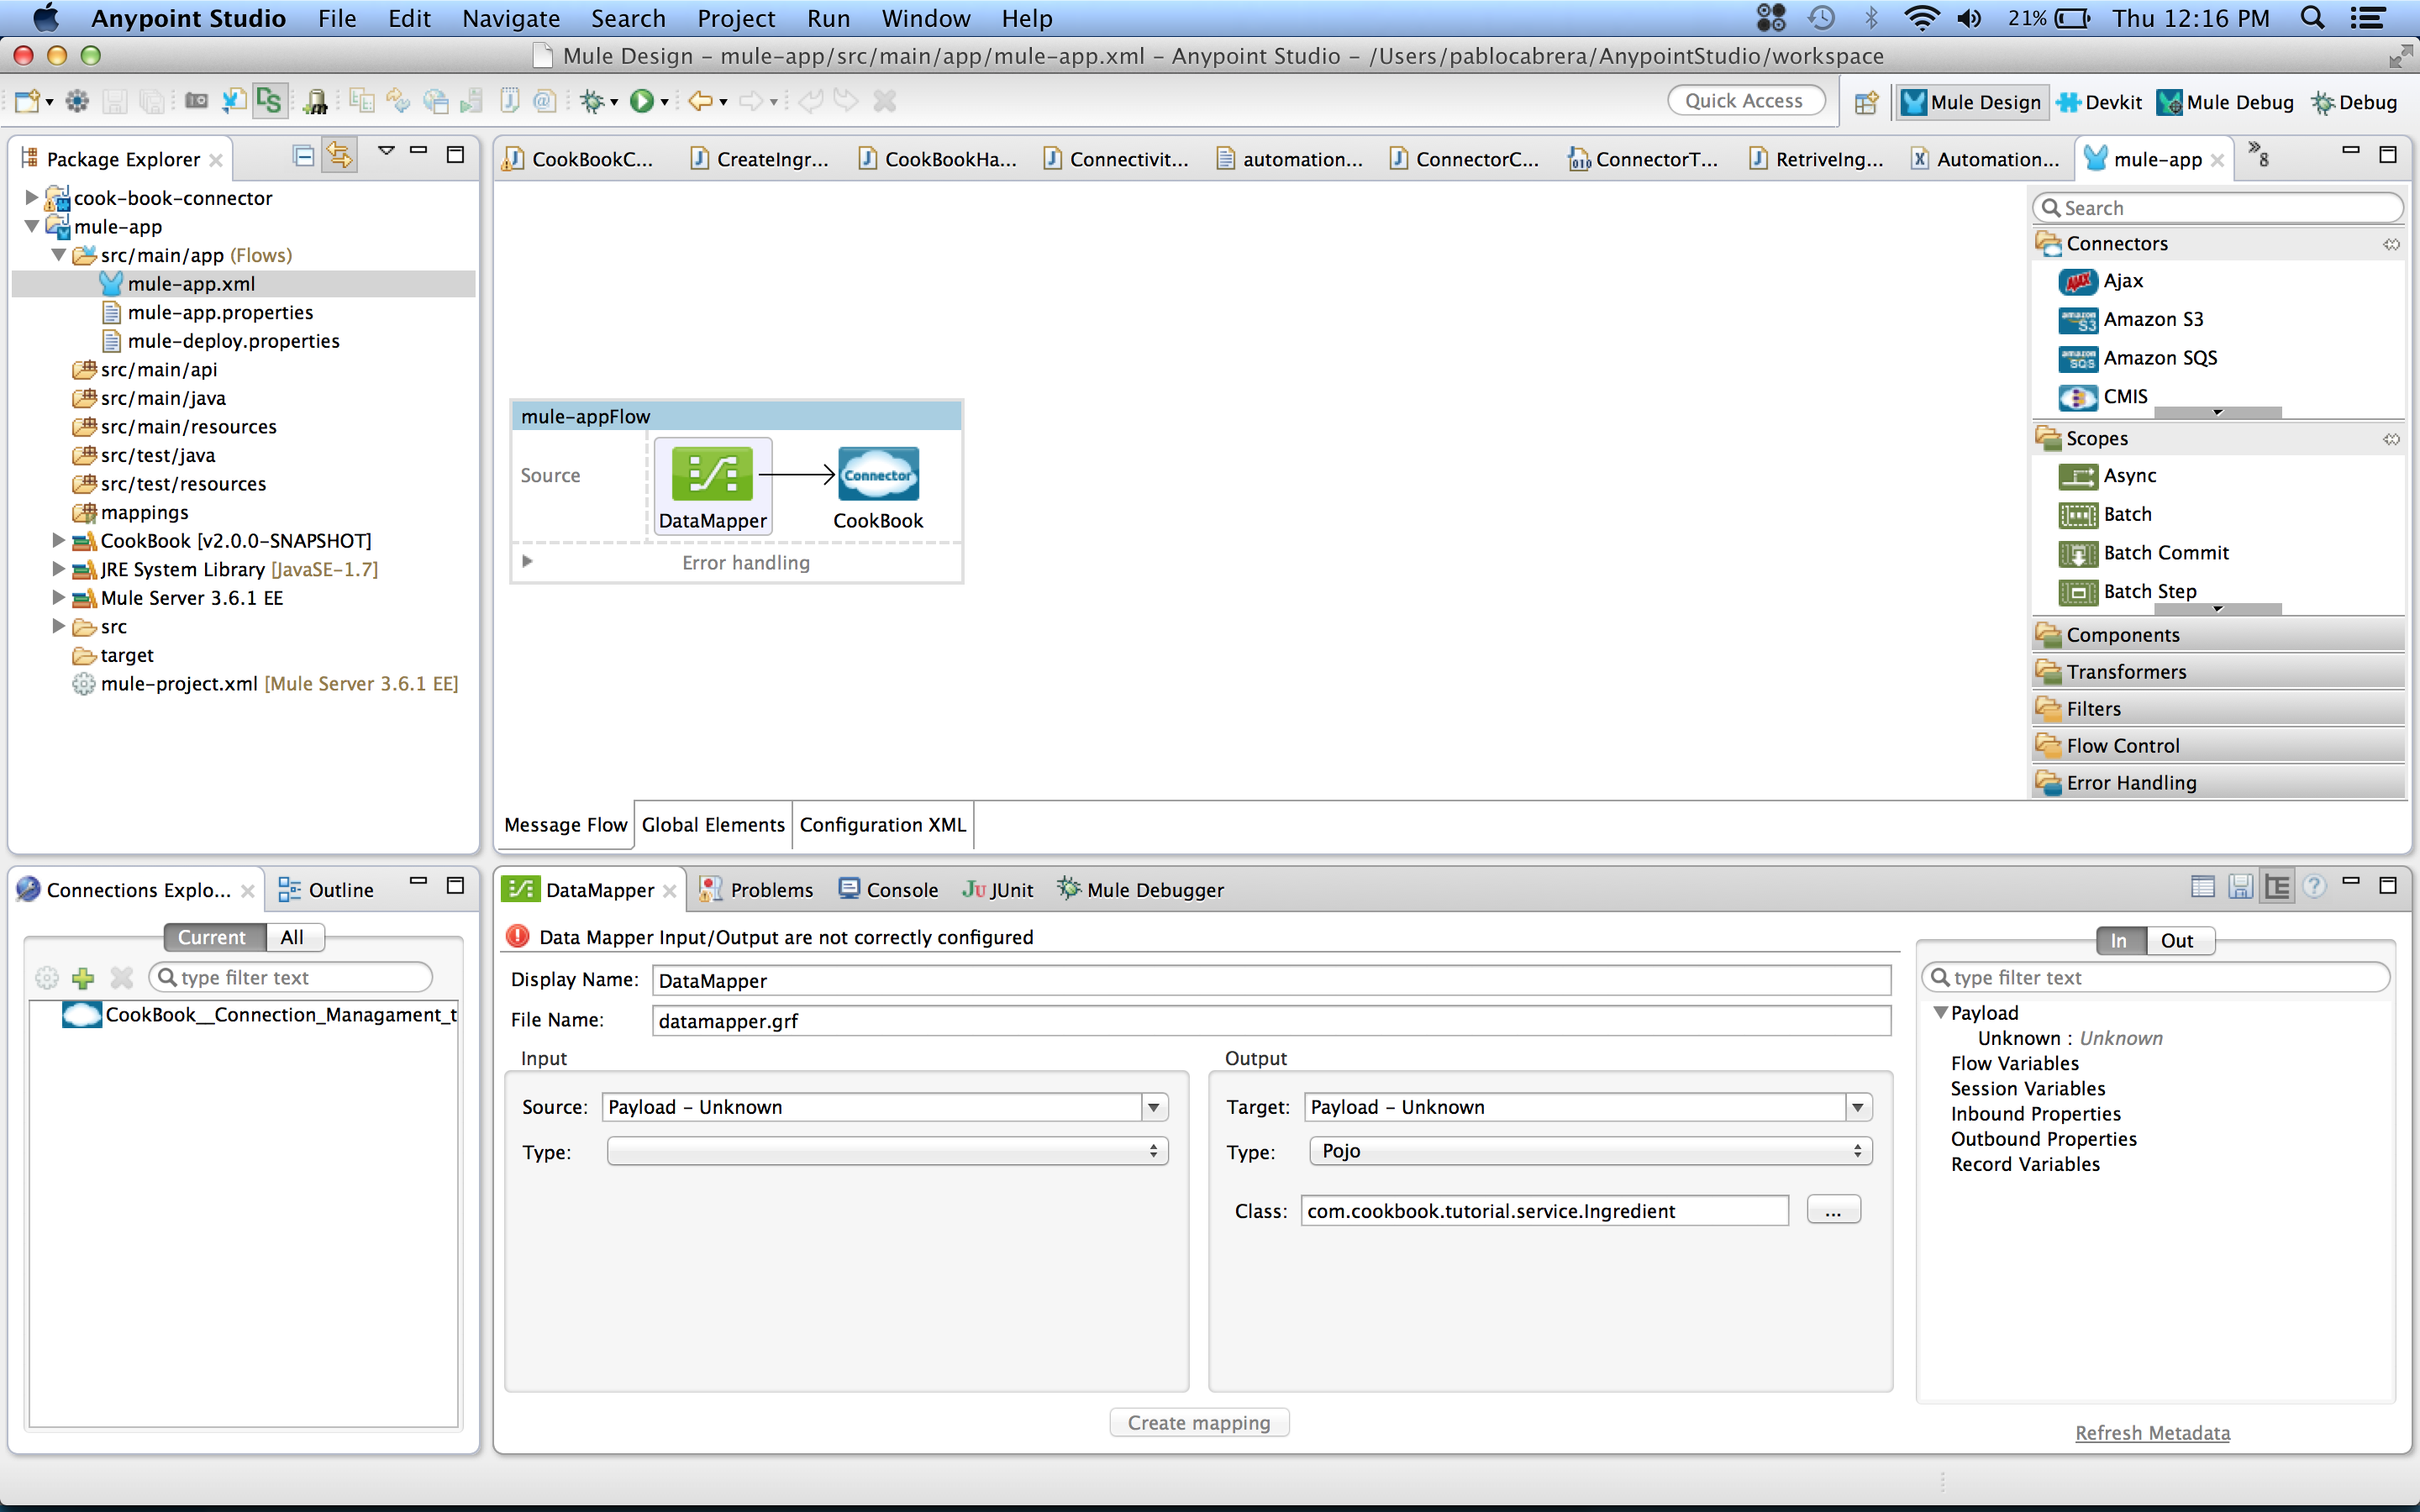 Anypoint Studio File Edit Navigate Search Project Run Window Help 21% Thu 12:16 PM
Mule Design – mule-app/src/main/app/mule-app.xml – Anypoint Studio – /Users/pablocabrera/AnypointStudio/workspace
Quick Access Mule Design Devkit Mule Debug Debug
Package Explorer
cook-book-connector
mule-app
src/main/app (Flows)
mule-app.xml
mule-app.properties
mule-deploy.properties
src/main/api
src/main/java
src/main/resources
src/test/java
src/test/resources
mappings
CookBook [v2.0.0-SNAPSHOT]
JRE System Library [JavaSE-1.7]
Mule Server 3.6.1 EE
src
target
mule-project.xml [Mule Server 3.6.1 EE]
CookBookC... CreateIngr... CookBookHa... Connectivit... automation... ConnectorC... ConnectorT... RetriveIng... Automation... mule-app »8
mule-appFlow
Source
Connector
DataMapper CookBook
Error handling
Search
Connectors
Ajax
Amazon S3
Amazon SQS
CMIS
Scopes
Async
Batch
Batch Commit
Batch Step
Components
Transformers
Filters
Flow Control
Error Handling
Message Flow Global Elements Configuration XML
Connections Explo... Outline
Current All
type filter text
CookBook__Connection_Managament_t
DataMapper Problems Console JUnit Mule Debugger
Data Mapper Input/Output are not correctly configured
Display Name: DataMapper
File Name: datamapper.grf
Input Output
Source: Payload – Unknown Target: Payload – Unknown
Type: Type: Pojo
Class: com.cookbook.tutorial.service.Ingredient ...
Create mapping
In Out
type filter text
Payload
Unknown : Unknown
Flow Variables
Session Variables
Inbound Properties
Outbound Properties
Record Variables
Refresh Metadata